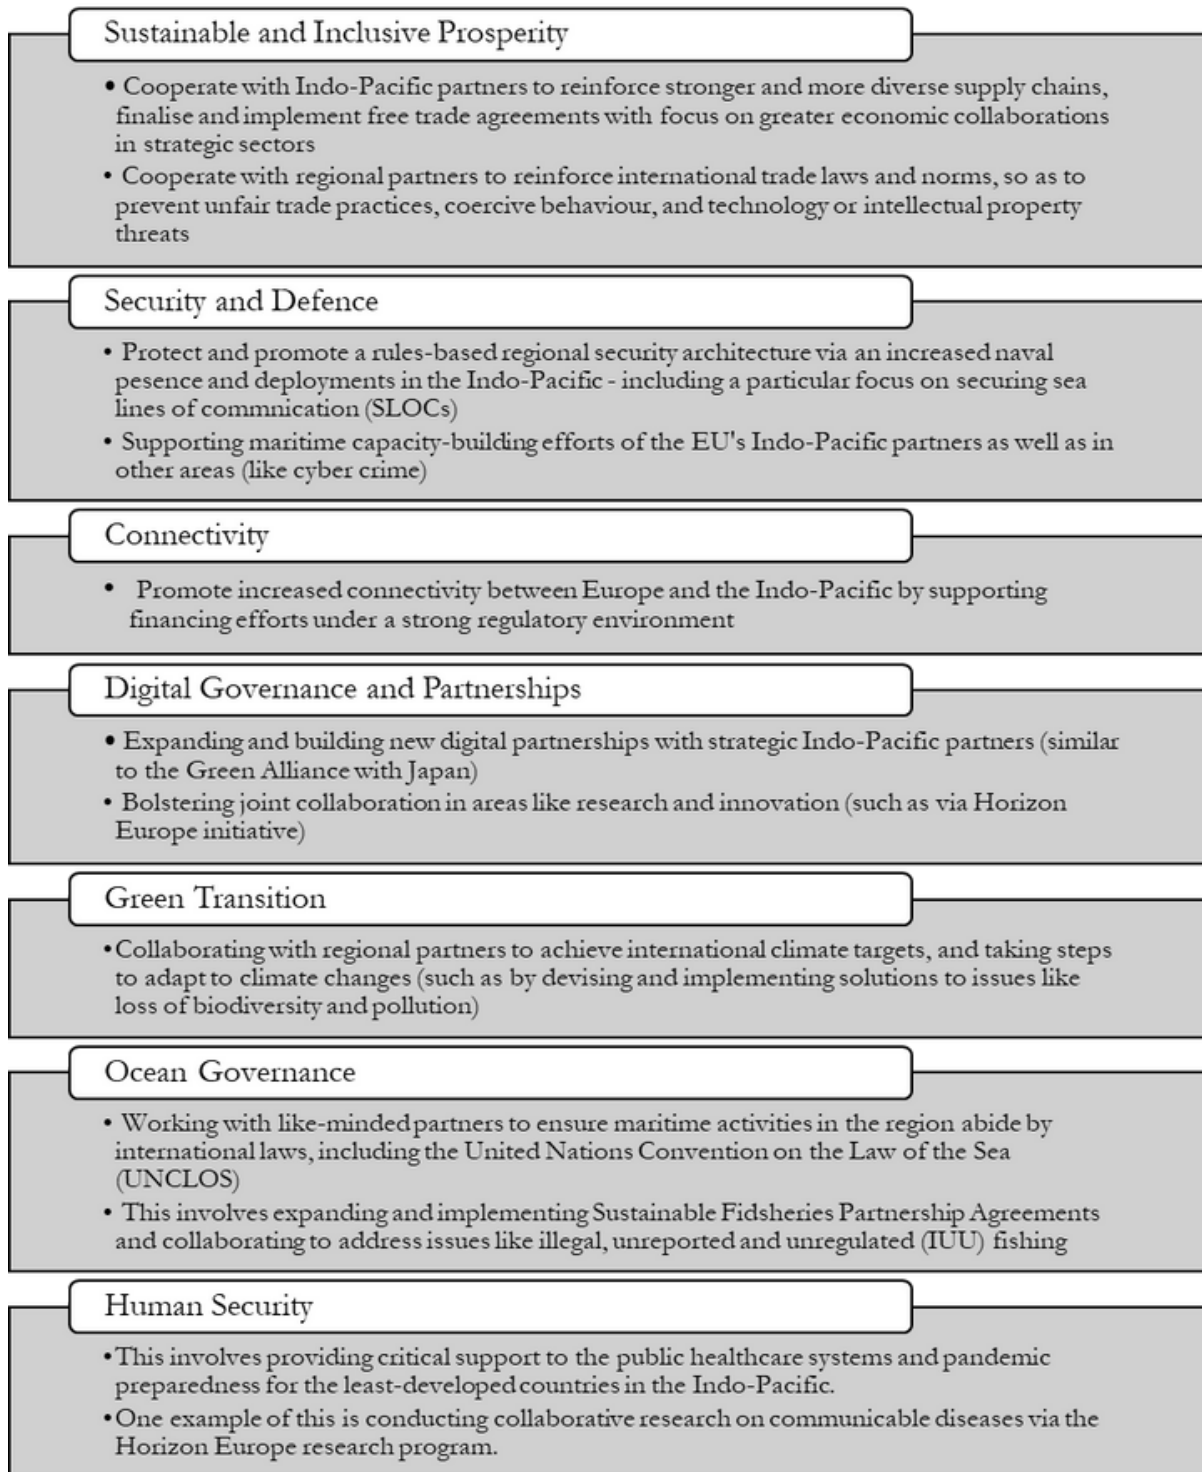 Sustainable and Inclusive Prosperity
• Cooperate with Indo-Pacific partners to reinforce stronger and more diverse supply chains,
finalise and implement free trade agreements with focus on greater economic collaborations
in strategic sectors
• Cooperate with regional partners to reinforce international trade laws and norms, so as to
prevent unfair trade practices, coercive behaviour, and technology or intellectual property
threats
Security and Defence
• Protect and promote a rules-based regional security architecture via an increased naval
pesence and deployments in the Indo-Pacific - including a particular focus on securing sea
lines of commnication (SLOCs)
• Supporting maritime capacity-building efforts of the EU's Indo-Pacific partners as well as in
other areas (like cyber crime)
Connectivity
• Promote increased connectivity between Europe and the Indo-Pacific by supporting
financing efforts under a strong regulatory environment
Digital Governance and Partnerships
• Expanding and building new digital partnerships with strategic Indo-Pacific partners (similar
to the Green Alliance with Japan)
• Bolstering joint collaboration in areas like research and innovation (such as via Horizon
Europe initiative)
Green Transition
• Collaborating with regional partners to achieve international climate targets, and taking steps
to adapt to climate changes (such as by devising and implementing solutions to issues like
loss of biodiversity and pollution)
Ocean Governance
• Working with like-minded partners to ensure maritime activities in the region abide by
international laws, including the United Nations Convention on the Law of the Sea
(UNCLOS)
• This involves expanding and implementing Sustainable Fidsheries Partnership Agreements
and collaborating to address issues like illegal, unreported and unregulated (IUU) fishing
Human Security
• This involves providing critical support to the public healthcare systems and pandemic
preparedness for the least-developed countries in the Indo-Pacific.
• One example of this is conducting collaborative research on communicable diseases via the
Horizon Europe research program.